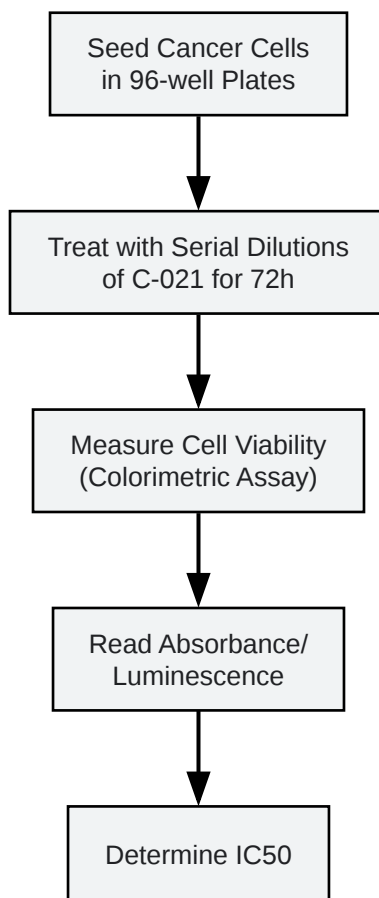 Seed Cancer Cells
in 96-well Plates
Treat with Serial Dilutions
of C-021 for 72h
Measure Cell Viability
(Colorimetric Assay)
Read Absorbance/
Luminescence
Determine IC50